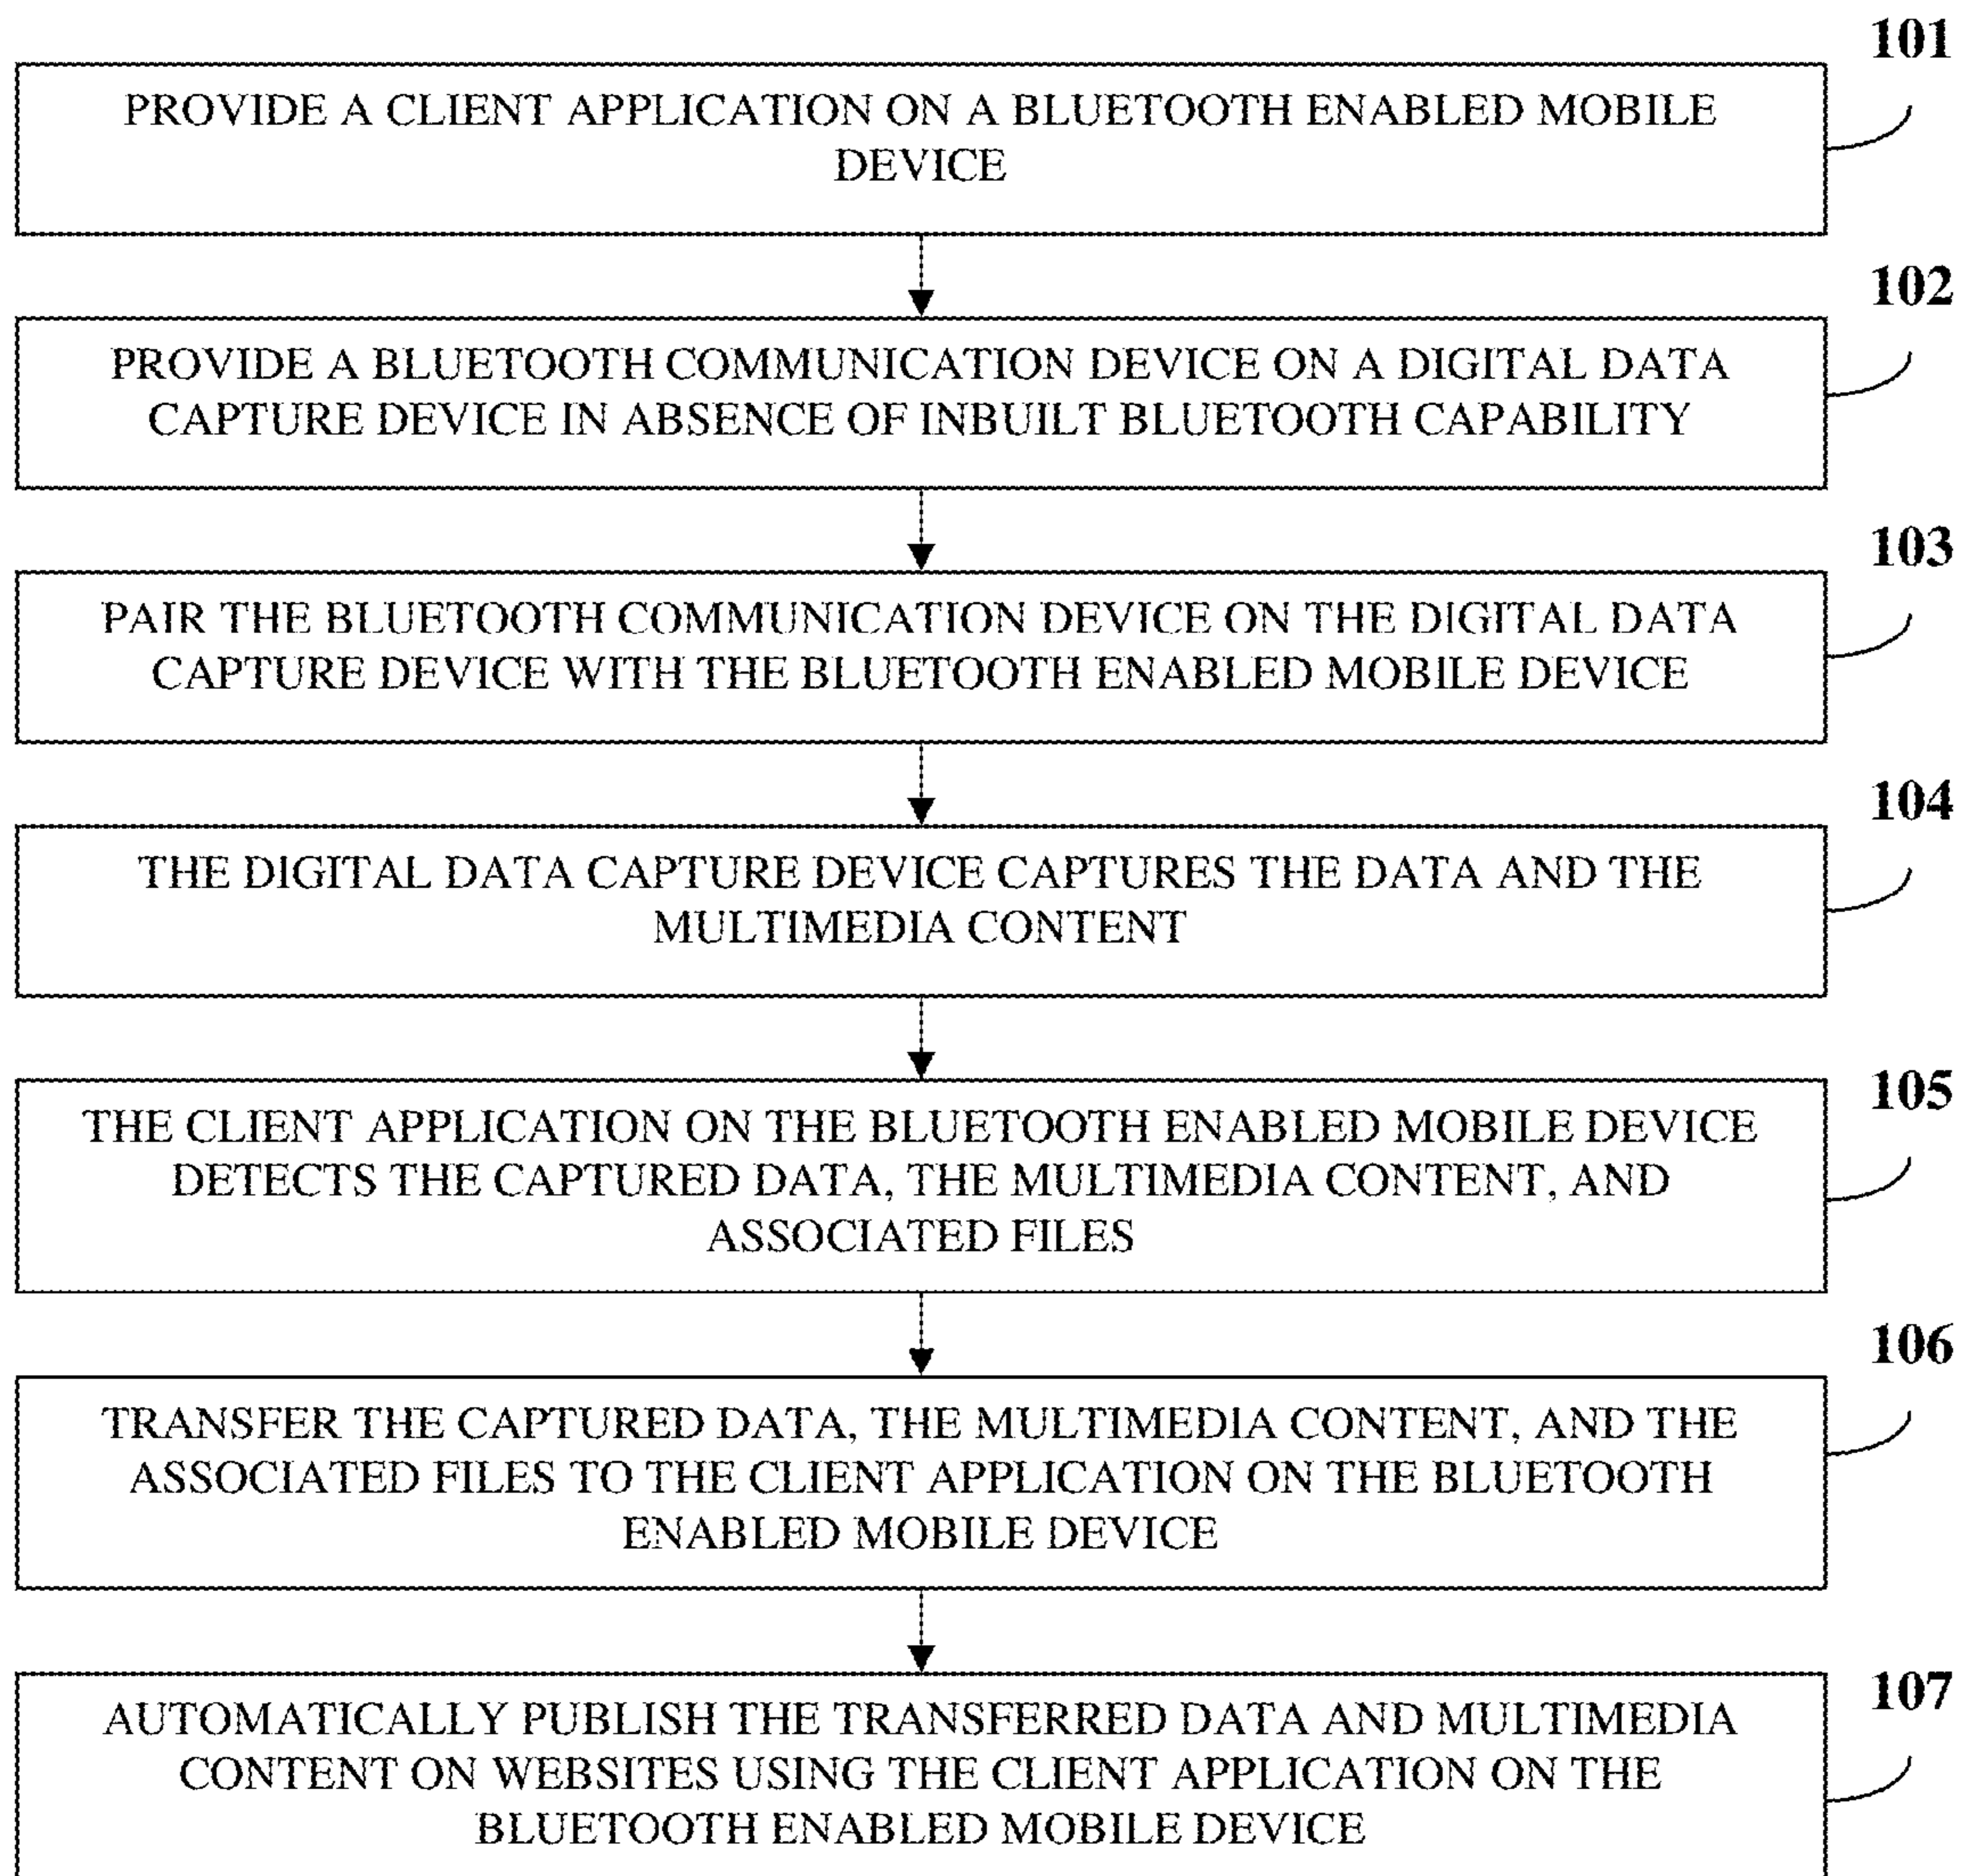 101
PROVIDE A CLIENT APPLICATION ON A BLUETOOTH ENABLED MOBILE
DEVICE
102
PROVIDE A BLUETOOTH COMMUNICATION DEVICE ON A DIGITAL DATA
CAPTURE DEVICE IN ABSENCE OF INBUILT BLUETOOTH CAPABILITY
103
PAIR THE BLUETOOTH COMMUNICATION DEVICE ON THE DIGITAL DATA
CAPTURE DEVICE WITH THE BLUETOOTH ENABLED MOBILE DEVICE
104
THE DIGITAL DATA CAPTURE DEVICE CAPTURES THE DATA AND THE
MULTIMEDIA CONTENT
105
THE CLIENT APPLICATION ON THE BLUETOOTH ENABLED MOBILE DEVICE
DETECTS THE CAPTURED DATA, THE MULTIMEDIA CONTENT, AND
ASSOCIATED FILES
106
TRANSFER THE CAPTURED DATA, THE MULTIMEDIA CONTENT, AND THE
ASSOCIATED FILES TO THE CLIENT APPLICATION ON THE BLUETOOTH
ENABLED MOBILE DEVICE
107
AUTOMATICALLY PUBLISH THE TRANSFERRED DATA AND MULTIMEDIA
CONTENT ON WEBSITES USING THE CLIENT APPLICATION ON THE
BLUETOOTH ENABLED MOBILE DEVICE